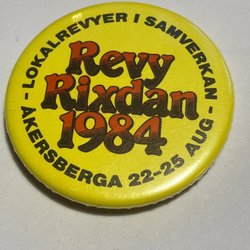 - LOKALREVYER I SAMVERKAN -
Revy
Rixdan
1984
ÅKERSBERGA 22-25 AUG